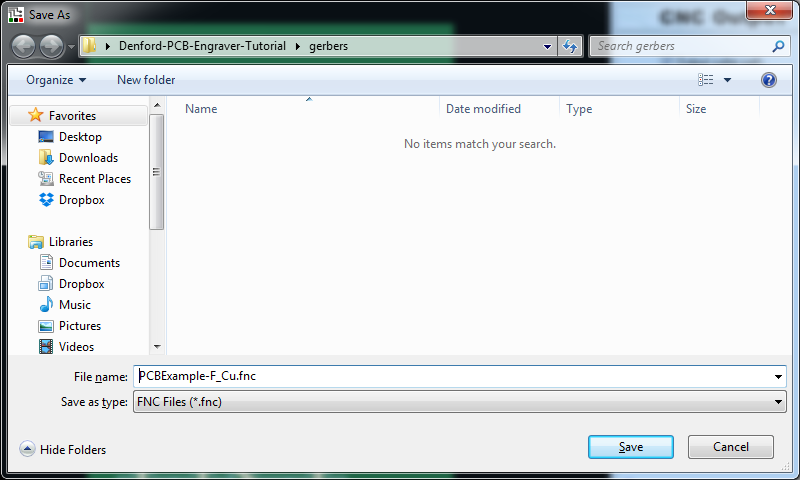 Save As
CNC Output
Denford-PCB-Engraver-Tutorial gerbers Search gerbers
Organize New folder
Favorites
Desktop
Downloads
Recent Places
Dropbox
Libraries
Documents
Dropbox
Music
Pictures
Videos
Name Date modified Type Size
No items match your search.
File name: PCBExample-F_Cu.fnc
Save as type: FNC Files (*.fnc)
Hide Folders Save Cancel